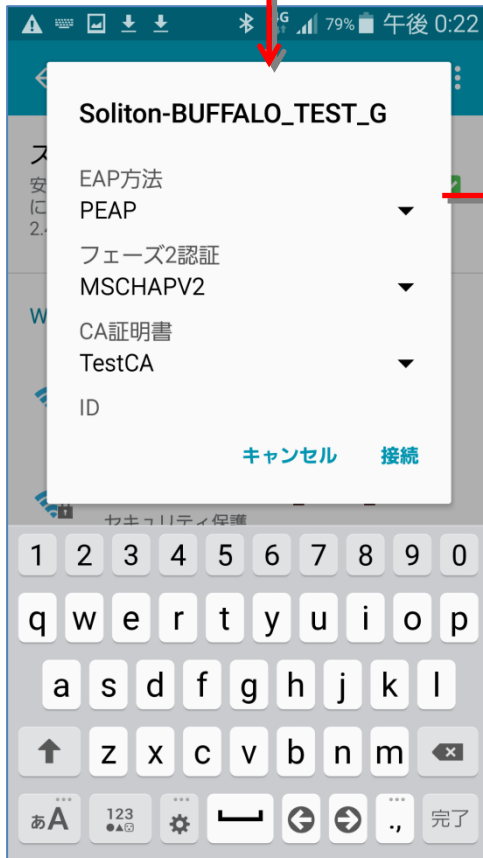 79% 午後 0:22
Soliton-BUFFALO_TEST_G
EAP方法
PEAP
フェーズ2認証
MSCHAPV2
CA証明書
TestCA
ID
キャンセル 接続
セキュリティ保護
1 2 3 4 5 6 7 8 9 0
q w e r t y u i o p
a s d f g h j k l
z x c v b n m
あA 123 ., 完了